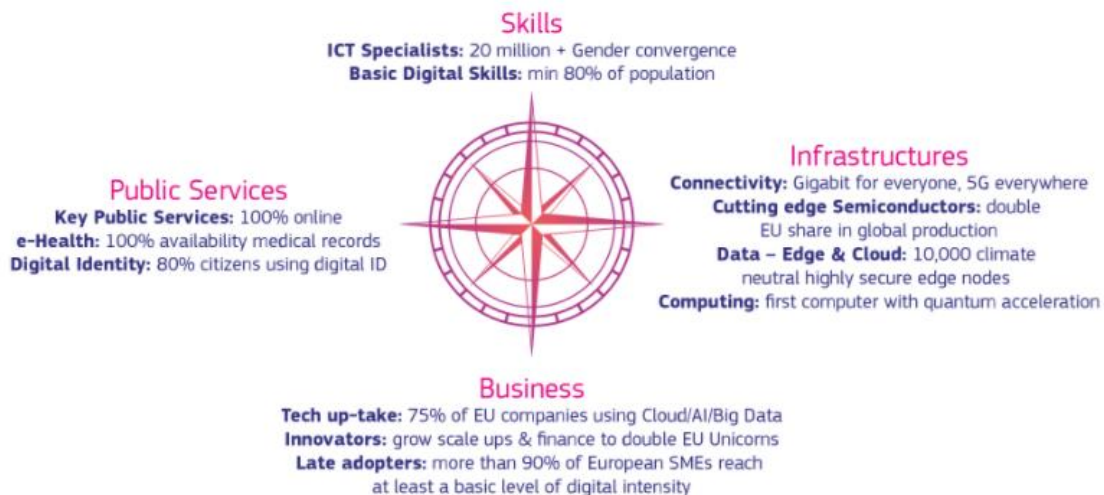 Skills
ICT Specialists: 20 million + Gender convergence
Basic Digital Skills: min 80% of population
Public Services
Key Public Services: 100% online
e-Health: 100% availability medical records
Digital Identity: 80% citizens using digital ID
Infrastructures
Connectivity: Gigabit for everyone, 5G everywhere
Cutting edge Semiconductors: double
EU share in global production
Data – Edge & Cloud: 10,000 climate
neutral highly secure edge nodes
Computing: first computer with quantum acceleration
Business
Tech up-take: 75% of EU companies using Cloud/AI/Big Data
Innovators: grow scale ups & finance to double EU Unicorns
Late adopters: more than 90% of European SMEs reach
at least a basic level of digital intensity